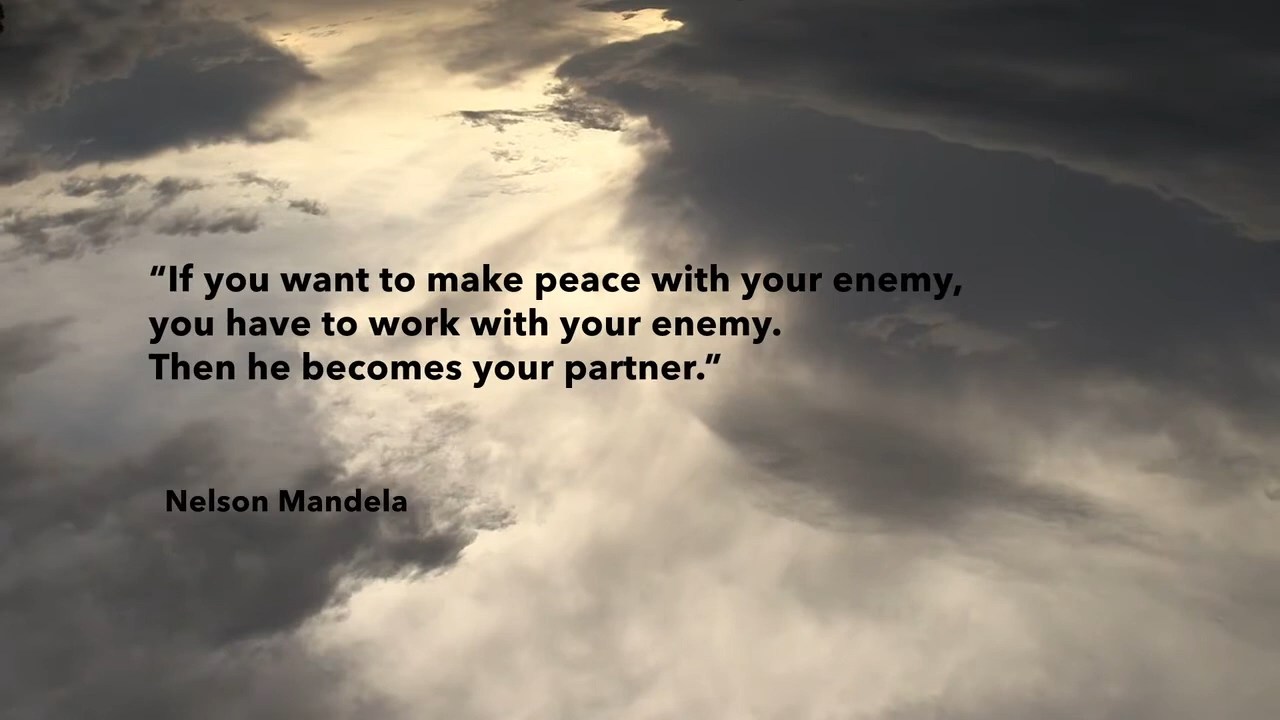 “If you want to make peace with your enemy,
you have to work with your enemy.
Then he becomes your partner.”
Nelson Mandela